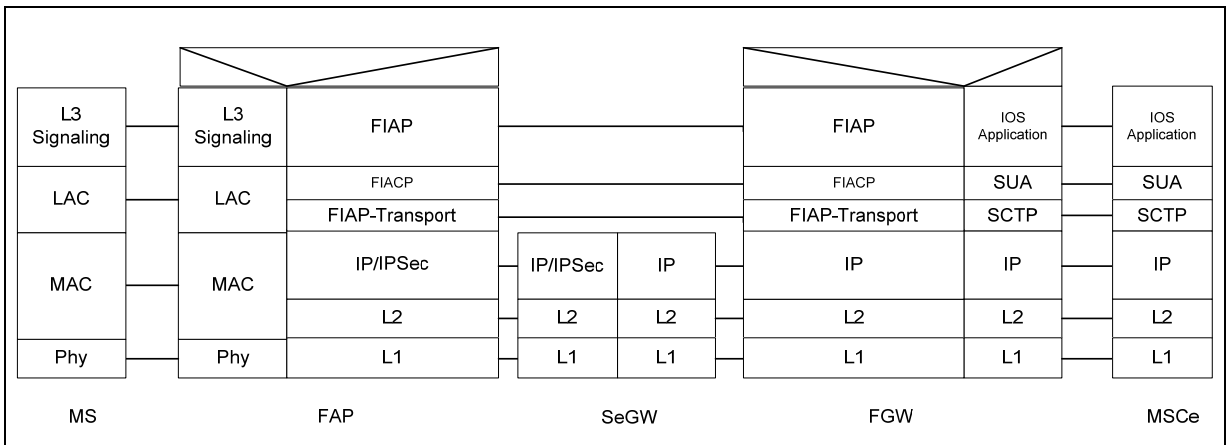 L3
Signaling
L3
Signaling
FIAP
FIAP
IOS
Application
IOS
Application
LAC
LAC
FIACP
FIACP
SUA
SUA
FIAP-Transport
FIAP-Transport
SCTP
SCTP
MAC
MAC
IP/IPSec
IP/IPSec
IP
IP
IP
IP
L2
L2
L2
L2
L2
L2
Phy
Phy
L1
L1
L1
L1
L1
L1
MS
FAP
SeGW
FGW
MSCe